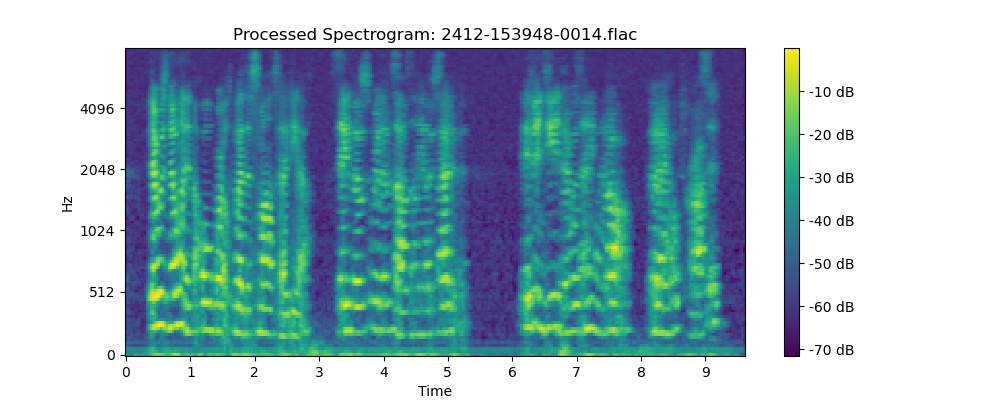 Processed Spectrogram: 2412-153948-0014.flac
Hz
4096
2048
1024
512
0
0 1 2 3 4 5 6 7 8 9
Time
-10 dB
-20 dB
-30 dB
-40 dB
-50 dB
-60 dB
-70 dB